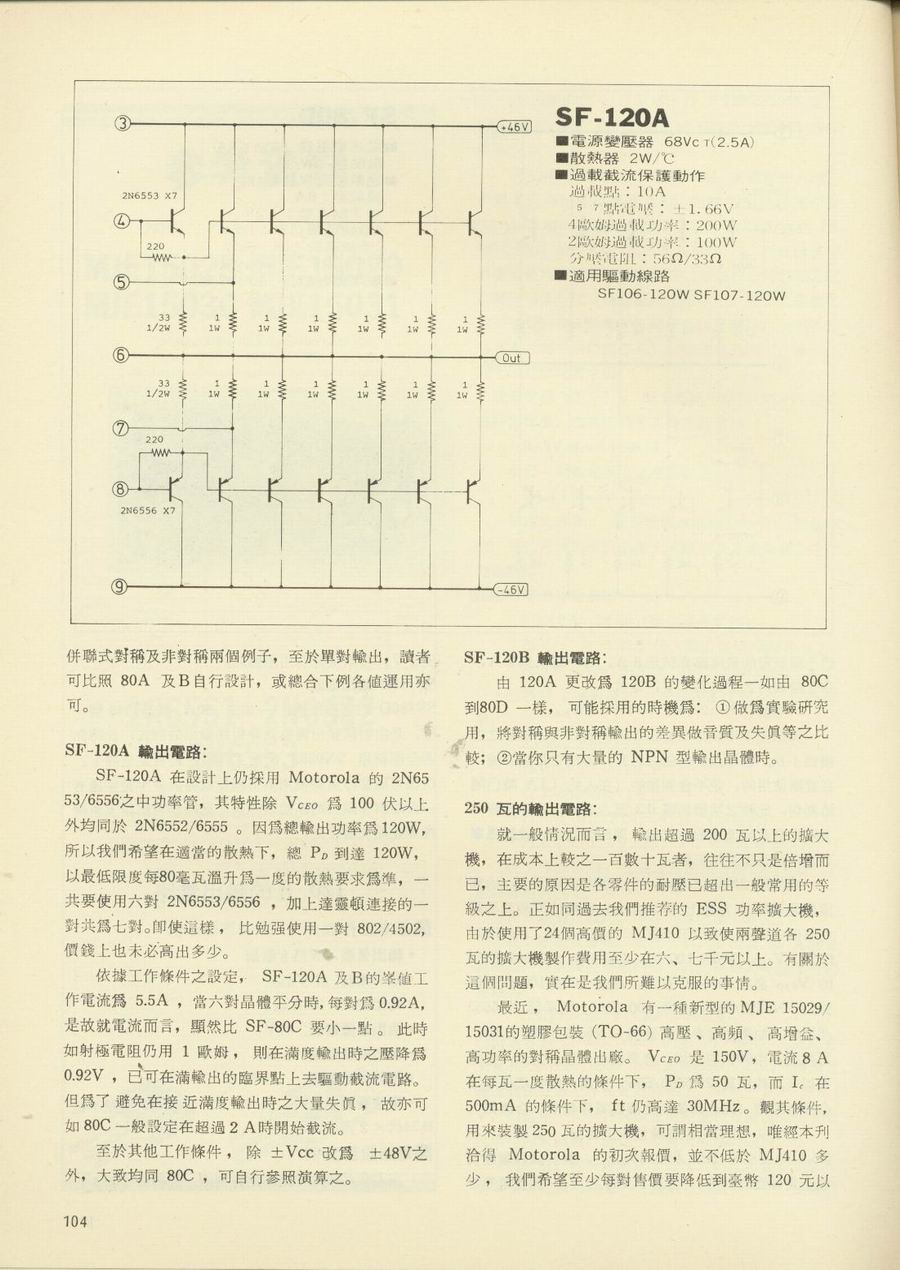 ③
+46V
2N6553 X7
④
220
⑤
33
1/2W
1
1W
1
1W
1
1W
1
1W
1
1W
1
1W
⑥
Out
33
1/2W
1
1W
1
1W
1
1W
1
1W
1
1W
1
1W
⑦
220
⑧
2N6556 X7
⑨
-46V
SF-120A
■電源變壓器 68VCT(2.5A)
■散熱器 2W/℃
■過載截流保護動作
過載點：10A
5 7點電壓：±1.66V
4歐姆過載功率：200W
2歐姆過載功率：100W
分壓電阻：56Ω/33Ω
■適用驅動線路
SF106-120W SF107-120W
併聯式對稱及非對稱兩個例子，至於單對輸出，讀者
可比照 80A 及B自行設計，或總合下例各値運用亦
可。
SF-120A 輸出電路：
SF-120A 在設計上仍採用 Motorola 的 2N65
53/6556之中功率管，其特性除 VCEO 爲 100 伏以上
外均同於 2N6552/6555 。因爲總輸出功率爲120W，
所以我們希望在適當的散熱下，總 PD 到達 120W，
以最低限度每80毫瓦溫升爲一度的散熱要求爲準，一
共要使用六對 2N6553/6556 ，加上達靈頓連接的一
對共爲七對。即使這樣， 比勉强使用一對 802/4502，
價錢上也未必高出多少。
依據工作條件之設定， SF-120A 及B的峯値工
作電流爲 5.5A ，當六對晶體平分時，每對爲 0.92A，
是故就電流而言，顯然比 SF-80C 要小一點 。 此時
如射極電阻仍用 1 歐姆， 則在滿度輸出時之壓降爲
0.92V ，已可在滿輸出的臨界點上去驅動截流電路。
但爲了 避免在接 近滿度輸出時之大量失眞， 故亦可
如 80C 一般設定在超過 2 A時開始截流。
至於其他工作條件， 除 ±Vcc 改爲 ±48V之
外，大致均同 80C ，可自行參照演算之。
SF-120B 輸出電路：
由 120A 更改爲 120B 的變化過程一如由 80C
到80D 一樣， 可能採用的時機爲： ①做爲實驗硏究
用，將對稱與非對稱輸出的差異做音質及失眞等之比
較；②當你只有大量的 NPN 型輸出晶體時。
250 瓦的輸出電路：
就一般情況而言， 輸出超過 200 瓦以上的擴大
機，在成本上較之一百數十瓦者，往往不只是倍增而
已，主要的原因是各零件的耐壓已超出一般常用的等
級之上。正如同過去我們推荐的 ESS 功率擴大機，
由於使用了24個高價的 MJ410 以致使兩聲道各 250
瓦的擴大機製作費用至少在六、七千元以上。有關於
這個問題，實在是我們所難以克服的事情。
最近， Motorola 有一種新型的 MJE 15029/
15031的塑膠包裝 (TO-66) 高壓、高頻、 高增益、
高功率的對稱晶體出廠。 VCEO 是 150V，電流 8 A
在每瓦一度散熱的條件下， PD 爲 50 瓦，而 Ic 在
500mA 的條件下， ft 仍高達 30MHz 。觀其條件，
用來裝製 250 瓦的擴大機，可謂相當理想，唯經本刋
洽得 Motorola 的初次報價，並不低於 MJ410 多
少， 我們希望至少每對售價要降低到臺幣 120 元以
104